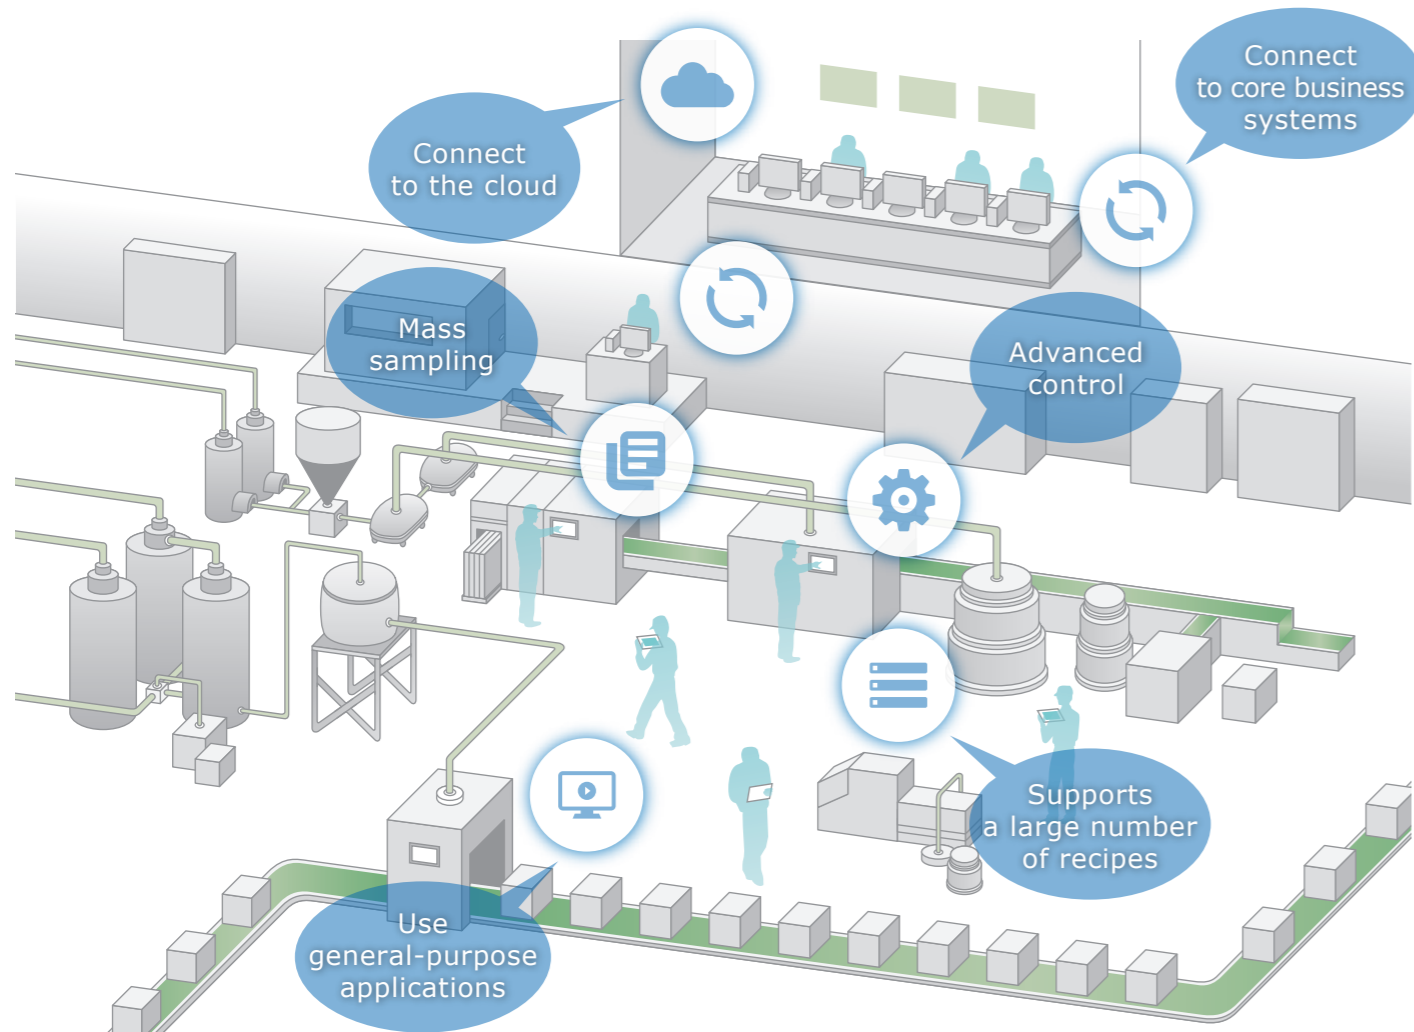 Connect
to core business
systems
Connect
to the cloud
Mass
sampling
Advanced
control
Supports
a large number
of recipes
Use
general-purpose
applications